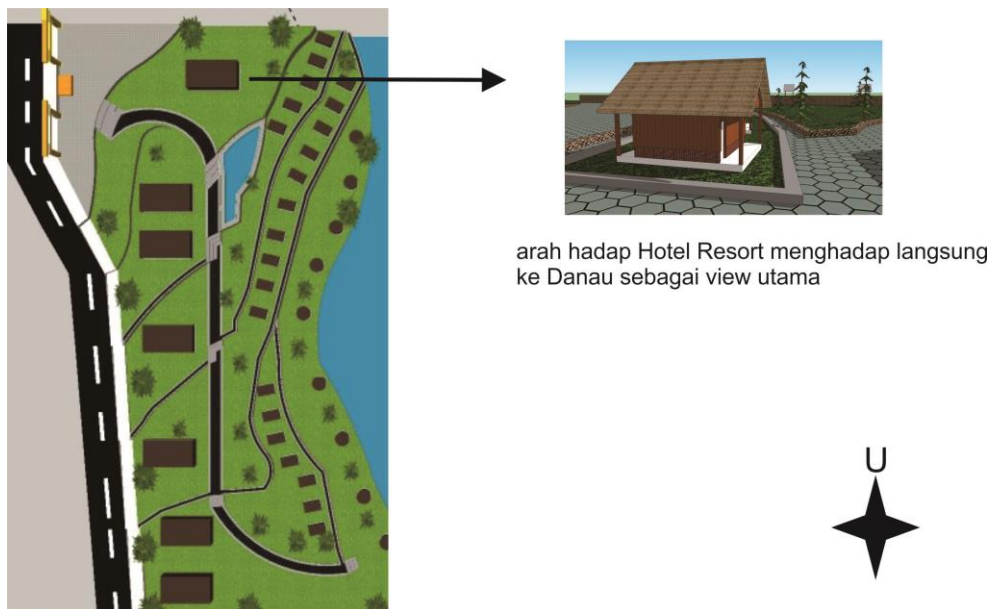 arah hadap Hotel Resort menghadap langsung
ke Danau sebagai view utama
U